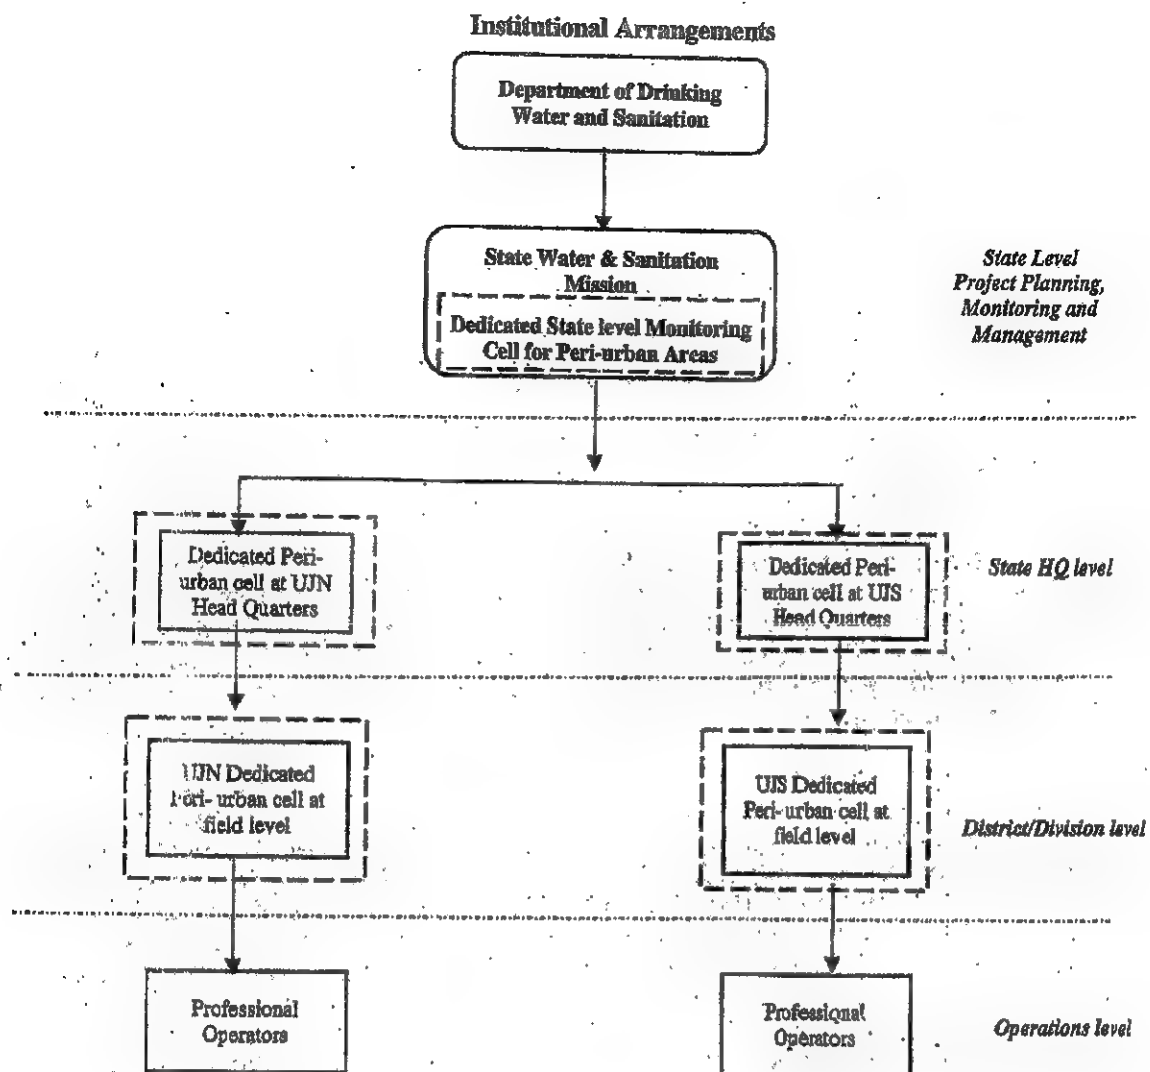 Institutional Arrangements
Department of Drinking
Water and Sanitation
State Water & Sanitation
Mission
Dedicated State level Monitoring
Cell for Peri-urban Areas
State Level
Project Planning,
Monitoring and
Management
Dedicated Peri-
urban cell at UJN
Head Quarters
Dedicated Peri-
urban cell at UJS
Head Quarters
State HQ level
UJN Dedicated
Peri- urban cell at
field level
UJS Dedicated
Peri- urban cell at
field level
District/Division level
Professional
Operators
Professional
Operators
Operations level